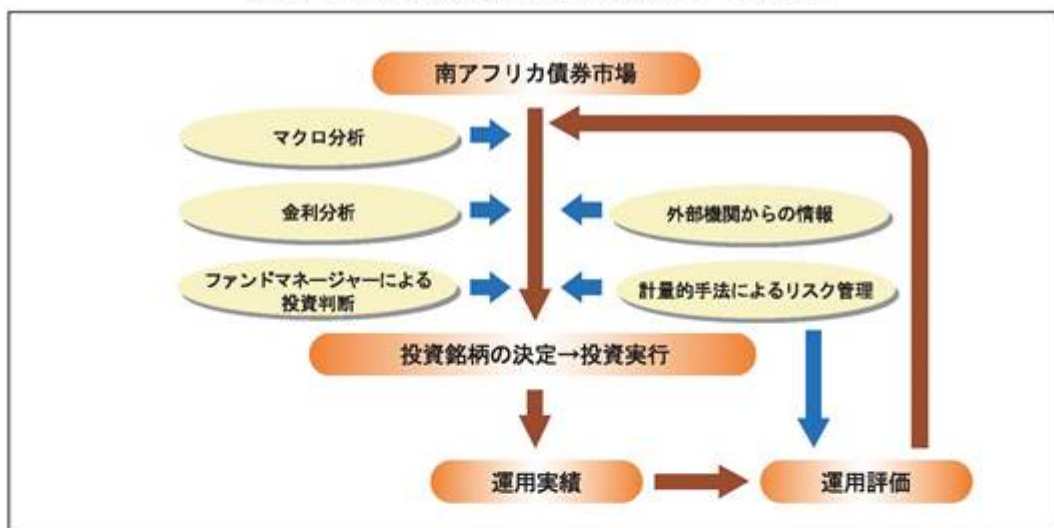 南アフリカ債券市場
マクロ分析
金利分析
外部機関からの情報
ファンドマネージャーによる
投資判断
計量的手法によるリスク管理
投資銘柄の決定→投資実行
運用実績
運用評価